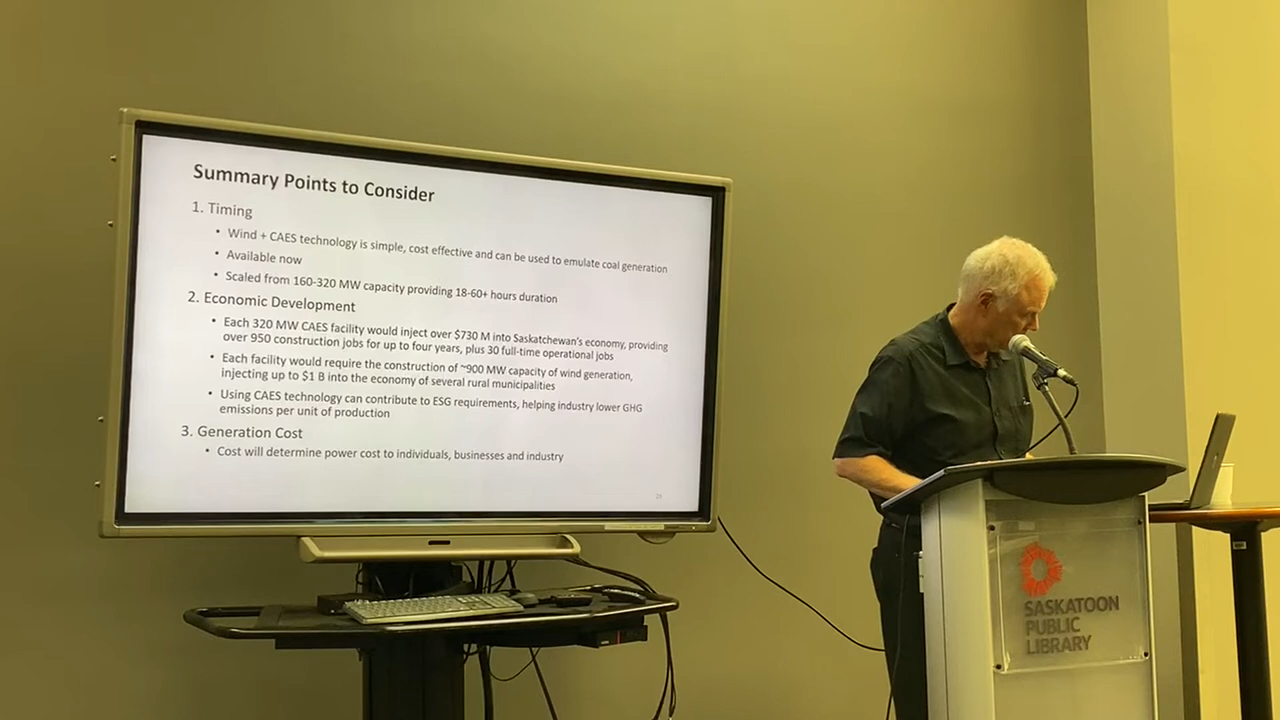 Summary Points to Consider
1. Timing
• Wind + CAES technology is simple, cost effective and can be used to emulate coal generation
• Available now
• Scaled from 160-320 MW capacity providing 18-60+ hours duration
2. Economic Development
• Each 320 MW CAES facility would inject over $730 M into Saskatchewan's economy, providing
over 950 construction jobs for up to four years, plus 30 full-time operational jobs
• Each facility would require the construction of ~900 MW capacity of wind generation,
injecting up to $1 B into the economy of several rural municipalities
• Using CAES technology can contribute to ESG requirements, helping industry lower GHG
emissions per unit of production
3. Generation Cost
• Cost will determine power cost to individuals, businesses and industry
SASKATOON
PUBLIC
LIBRARY